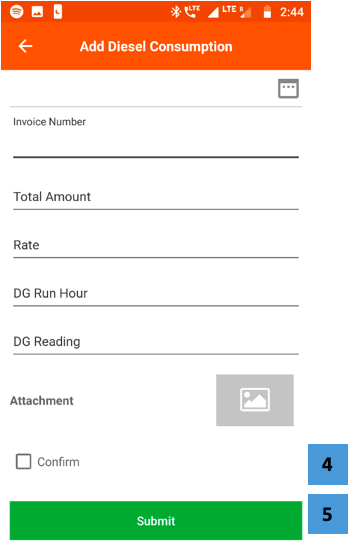 LTE LTE R 2:44
Add Diesel Consumption
Invoice Number
Total Amount
Rate
DG Run Hour
DG Reading
Attachment
Confirm
4
Submit
5